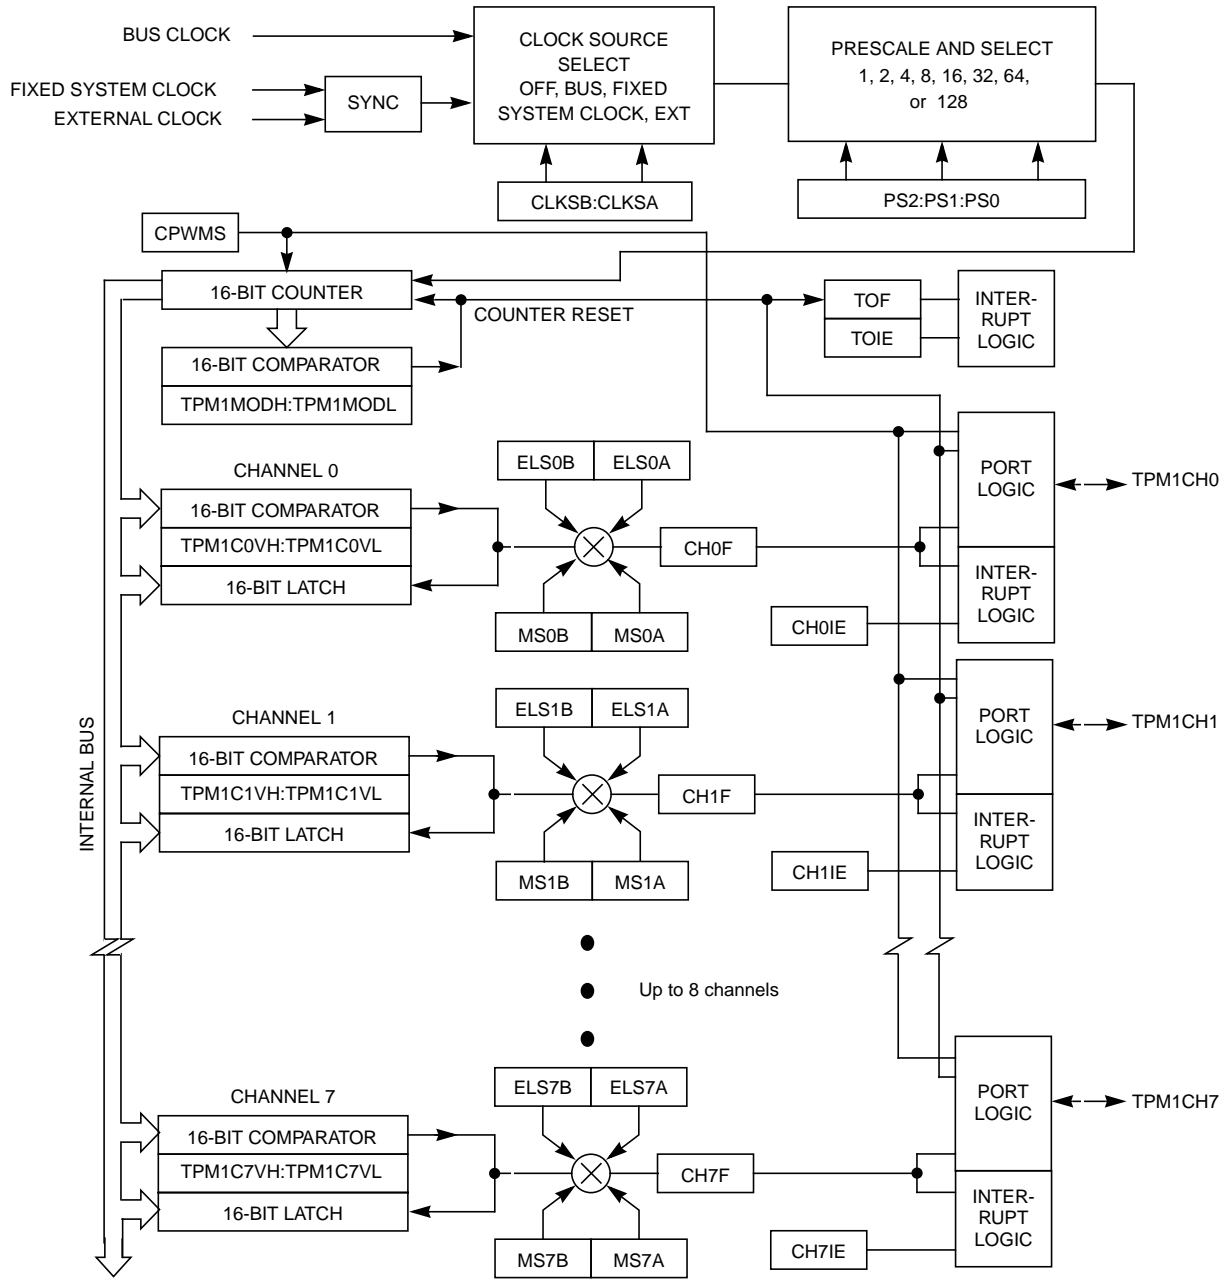 BUS CLOCK
FIXED SYSTEM CLOCK
EXTERNAL CLOCK
SYNC
CLOCK SOURCE
SELECT
OFF, BUS, FIXED
SYSTEM CLOCK, EXT
PRESCALE AND SELECT
1, 2, 4, 8, 16, 32, 64,
or 128
CLKSB:CLKSA
PS2:PS1:PS0
CPWMS
16-BIT COUNTER
COUNTER RESET
TOF
TOIE
INTER-
RUPT
LOGIC
16-BIT COMPARATOR
TPM1MODH:TPM1MODL
CHANNEL 0
16-BIT COMPARATOR
TPM1C0VH:TPM1C0VL
16-BIT LATCH
ELS0B
ELS0A
MS0B
MS0A
CH0F
CH0IE
PORT
LOGIC
INTER-
RUPT
LOGIC
TPM1CH0
INTERNAL BUS
CHANNEL 1
16-BIT COMPARATOR
TPM1C1VH:TPM1C1VL
16-BIT LATCH
ELS1B
ELS1A
MS1B
MS1A
CH1F
CH1IE
PORT
LOGIC
INTER-
RUPT
LOGIC
TPM1CH1
Up to 8 channels
CHANNEL 7
16-BIT COMPARATOR
TPM1C7VH:TPM1C7VL
16-BIT LATCH
ELS7B
ELS7A
MS7B
MS7A
CH7F
CH7IE
PORT
LOGIC
INTER-
RUPT
LOGIC
TPM1CH7